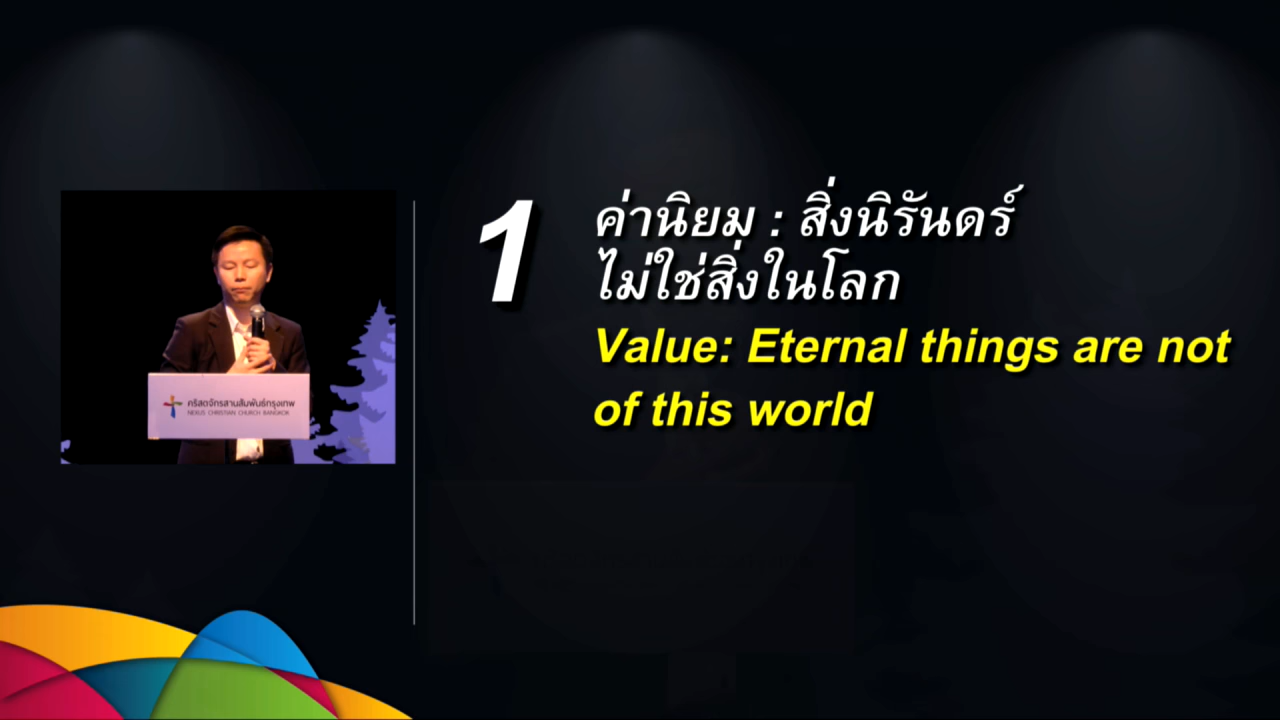 คริสตจักรสานสัมพันธ์กรุงเทพ
NEXUS CHRISTIAN CHURCH BANGKOK
1
ค่านิยม : สิ่งนิรันดร์
ไม่ใช่สิ่งในโลก
Value: Eternal things are not
of this world